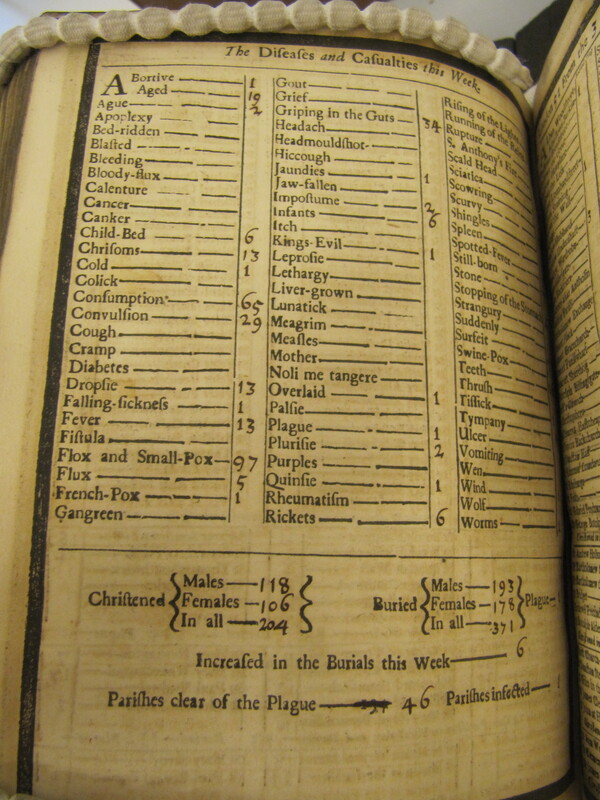 The Diſeaſes and Caſualties this Weeke
ABortive 1
Aged 19
Ague 2
Apoplexy
Bed-ridden
Blaſted
Bleeding
Bloody-flux
Calenture
Cancer
Canker
Child-Bed 6
Chriſoms 13
Cold 1
Colick
Conſumption 65
Convulſion 29
Cough
Cramp
Diabetes
Dropſie 13
Falling-ſickneſs 1
Fever 13
Fiſtula
Flox and Small-Pox 97
Flux 5
French-Pox 1
Gangreen
Gout
Grief
Griping in the Guts 34
Headach
Headmouldſhot
Hiccough
Jaundies 1
Jaw-fallen
Impoſtume 2
Infants 6
Itch
Kings-Evil 1
Leproſie
Lethargy
Liver-grown
Lunatick
Meagrim
Meaſles
Mother
Noli me tangere
Overlaid 1
Palſie
Plague 1
Pluriſie 2
Purples
Quinſie 1
Rheumatiſm
Rickets 6
Riſing of the Lights
Running of the
Rupture
S. Anthony's Fire
Scald Head
Sciatica
Scowring
Scurvy
Shingles
Spleen
Spotted-Fever
Still-born
Stone
Stopping of the Stomach
Strangury
Suddenly
Surfeit
Swine-Pox
Teeth
Thruſh
Tiſſick
Tympany
Ulcer
Vomiting
Wen
Wind
Wolf
Worms
Chriſtened
Males 118
Females 106
In all 204
Buried
Males 193
Females 178
In all 371
Plague
Increaſed in the Burials this Week 6
Pariſhes clear of the Plague 46 Pariſhes infected